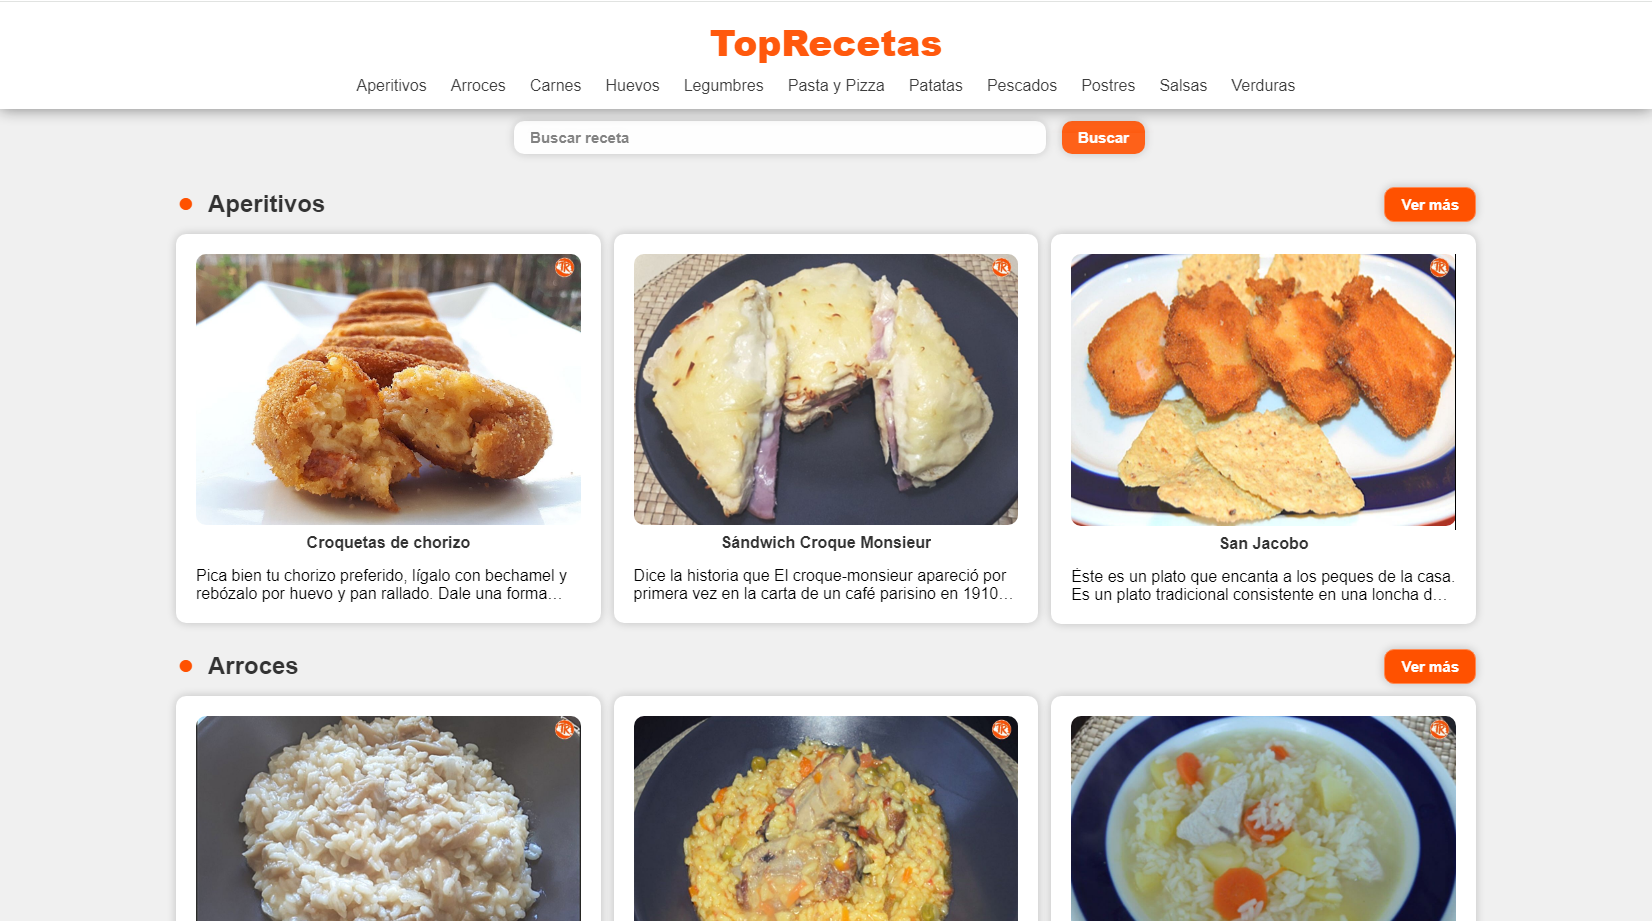 TopRecetas
Aperitivos Arroces Carnes Huevos Legumbres Pasta y Pizza Patatas Pescados Postres Salsas Verduras
Buscar receta Buscar
Aperitivos Ver más
Croquetas de chorizo
Pica bien tu chorizo preferido, lígalo con bechamel y
rebózalo por huevo y pan rallado. Dale una forma…
Sándwich Croque Monsieur
Dice la historia que El croque-monsieur apareció por
primera vez en la carta de un café parisino en 1910…
San Jacobo
Éste es un plato que encanta a los peques de la casa.
Es un plato tradicional consistente en una loncha d…
Arroces Ver más